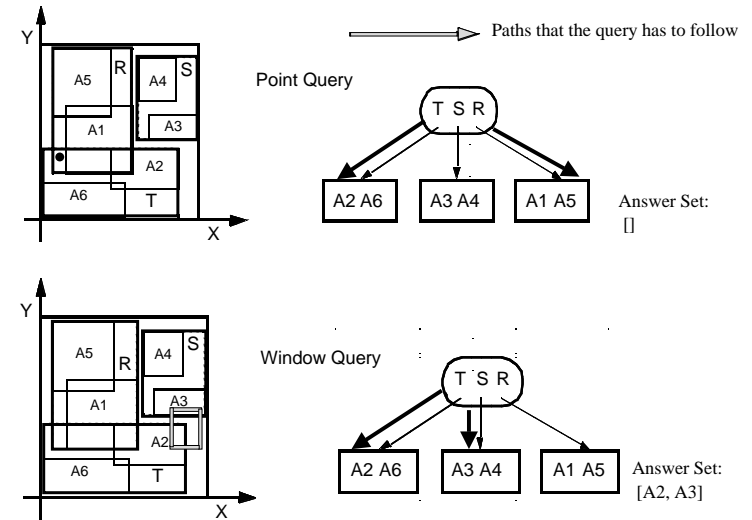 Paths that the query has to follow
Y
A5
R
A4
S
A1
A3
A2
A6
T
X
Point Query
T S R
A2 A6
A3 A4
A1 A5
Answer Set:
[]
Y
A5
R
A4
S
A1
A3
A2
A6
T
X
Window Query
T S R
A2 A6
A3 A4
A1 A5
Answer Set:
[A2, A3]